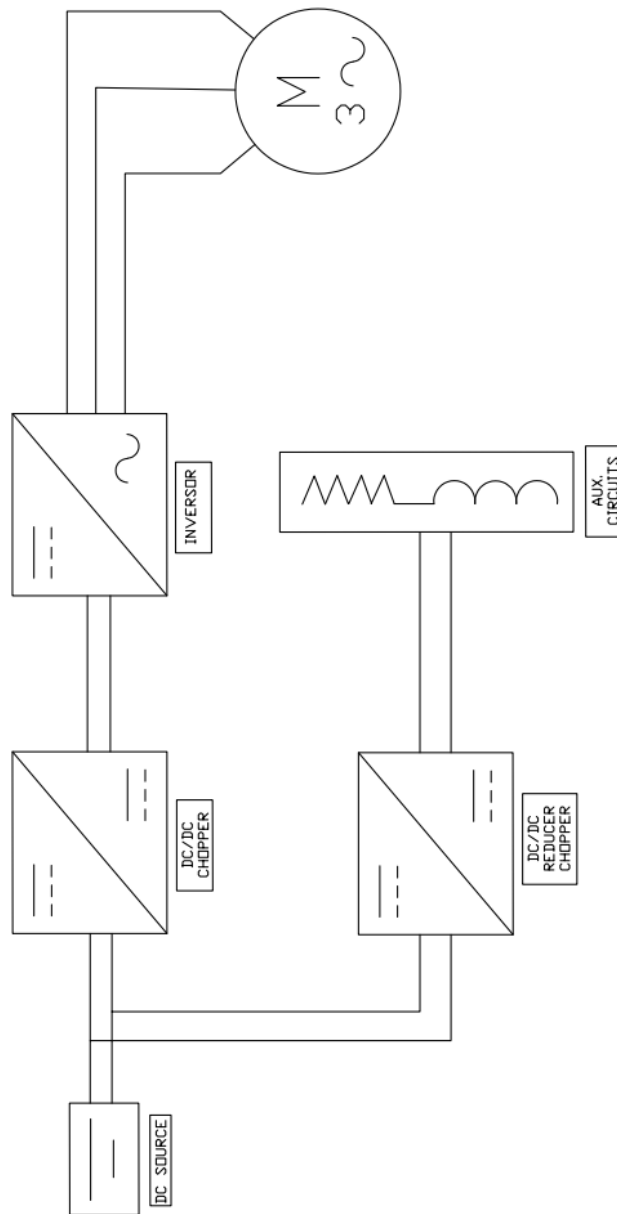 M
3
INVERSOR
AUX.
CIRCUITS
DC/DC
CHOPPER
DC/DC
REDUCER
CHOPPER
DC SOURCE